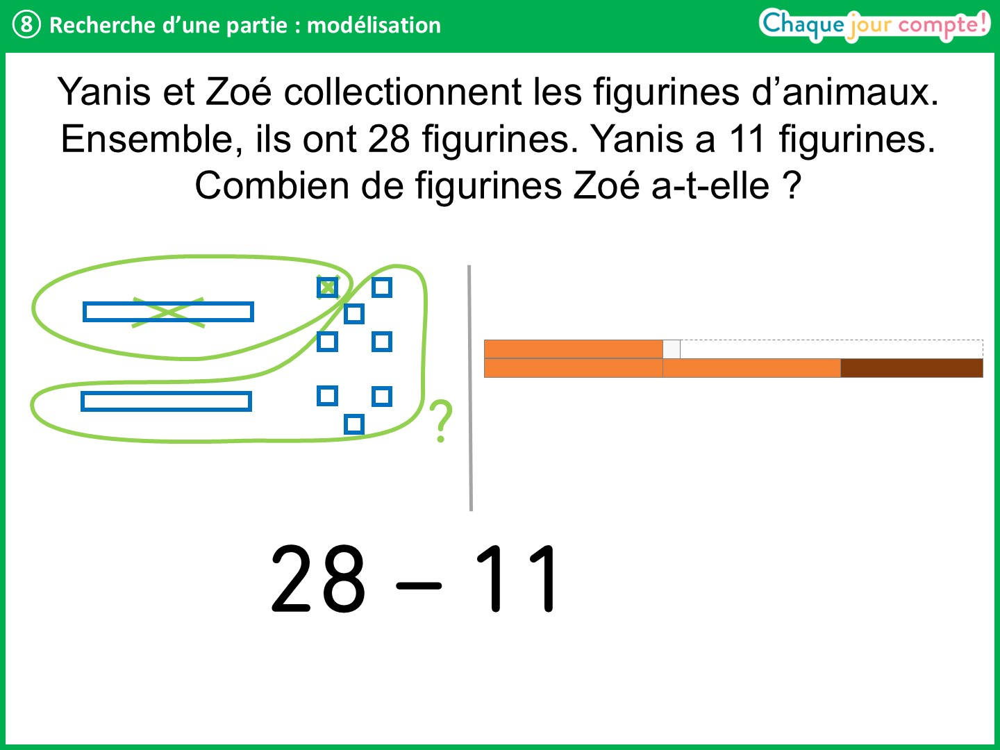 ⑧ Recherche d’une partie : modélisation
Chaque jour compte!
Yanis et Zoé collectionnent les figurines d’animaux.
Ensemble, ils ont 28 figurines. Yanis a 11 figurines.
Combien de figurines Zoé a-t-elle ?
?
28 – 11